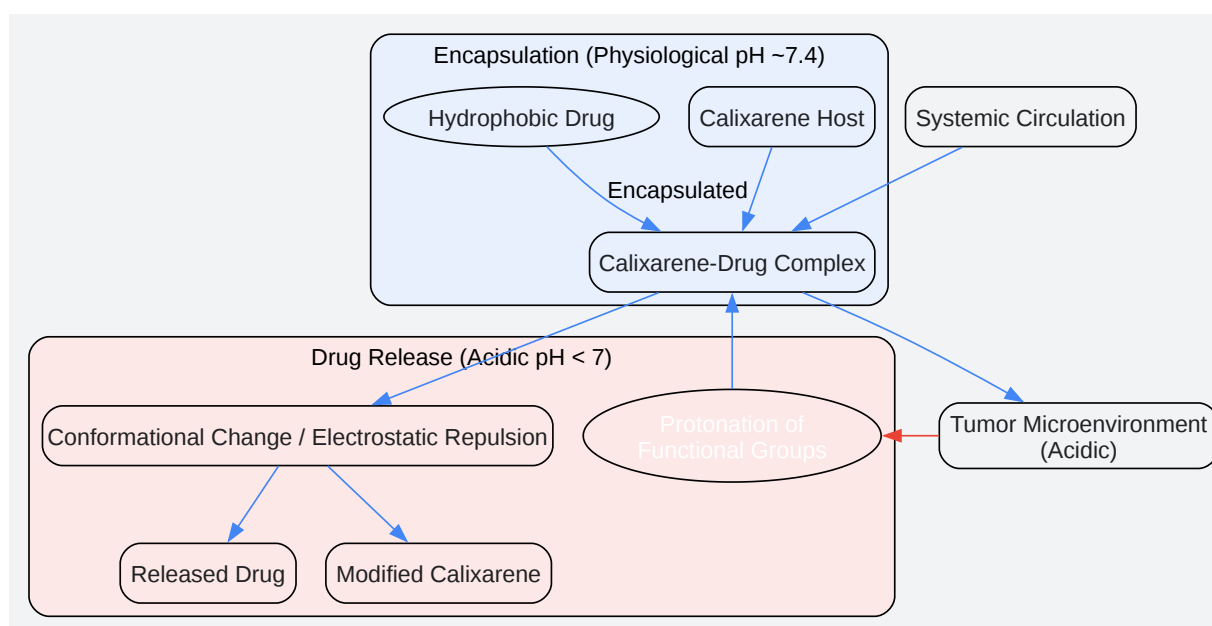 Encapsulation (Physiological pH ~7.4)
Hydrophobic Drug
Calixarene Host
Systemic Circulation
Encapsulated
Calixarene-Drug Complex
Drug Release (Acidic pH < 7)
Conformational Change / Electrostatic Repulsion
Protonation of
Functional Groups
Tumor Microenvironment
(Acidic)
Released Drug
Modified Calixarene